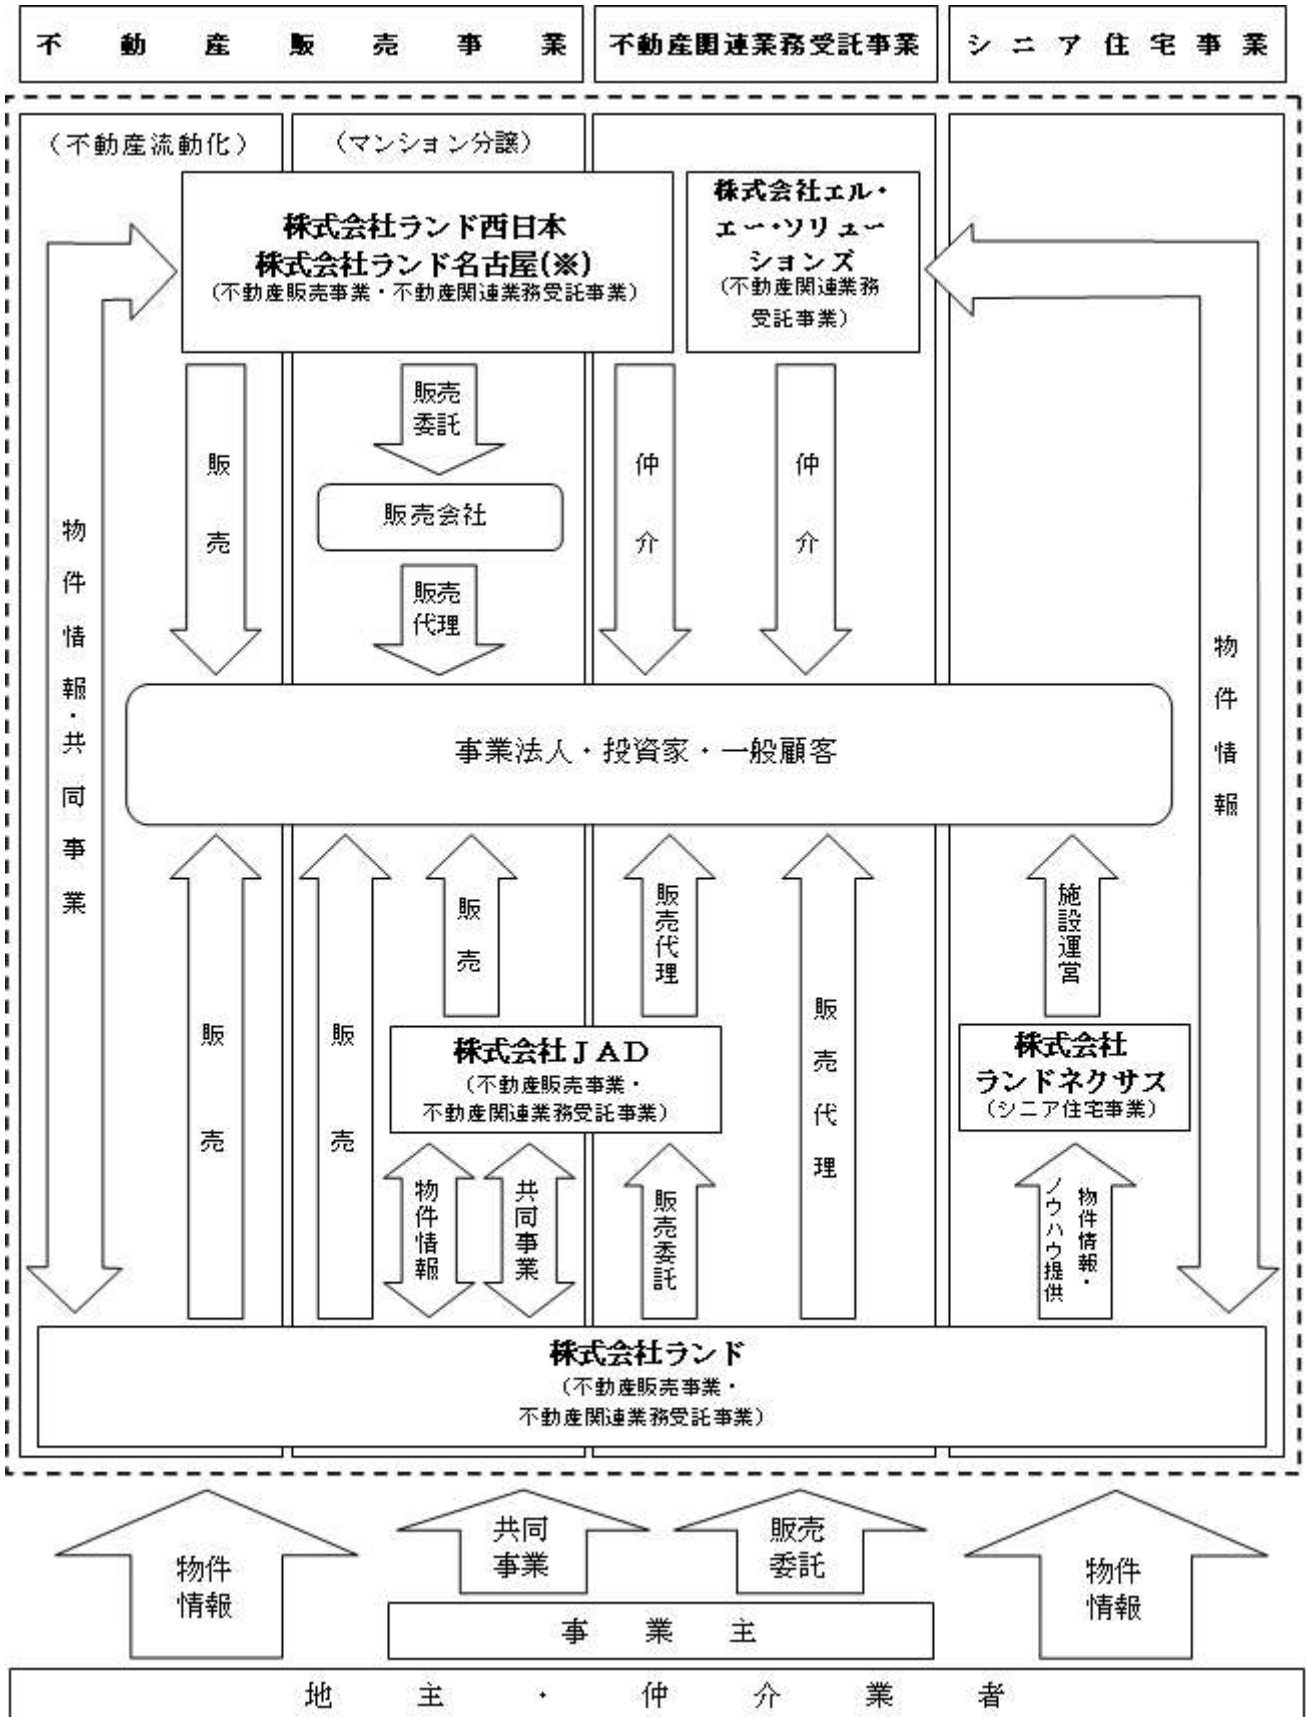 不動産販売事業
不動産関連業務受託事業
シニア住宅事業
（不動産流動化）
（マンション分譲）
株式会社ランド西日本
株式会社ランド名古屋(※)
（不動産販売事業・不動産関連業務受託事業）
株式会社エル・
エー・ソリュー
ションズ
（不動産関連業務
受託事業）
物件情報・共同事業
販売
販売
委託
販売会社
販売
代理
仲介
仲介
物件情報
事業法人・投資家・一般顧客
販売
販売
販売
販売代理
販売代理
施設運営
株式会社ＪＡＤ
（不動産販売事業・
不動産関連業務受託事業）
株式会社
ランドネクサス
（シニア住宅事業）
物件情報
共同事業
販売委託
物件情報・
ノウハウ提供
株式会社ランド
（不動産販売事業・
不動産関連業務受託事業）
物件
情報
共同
事業
販売
委託
物件
情報
事業主
地主・仲介業者